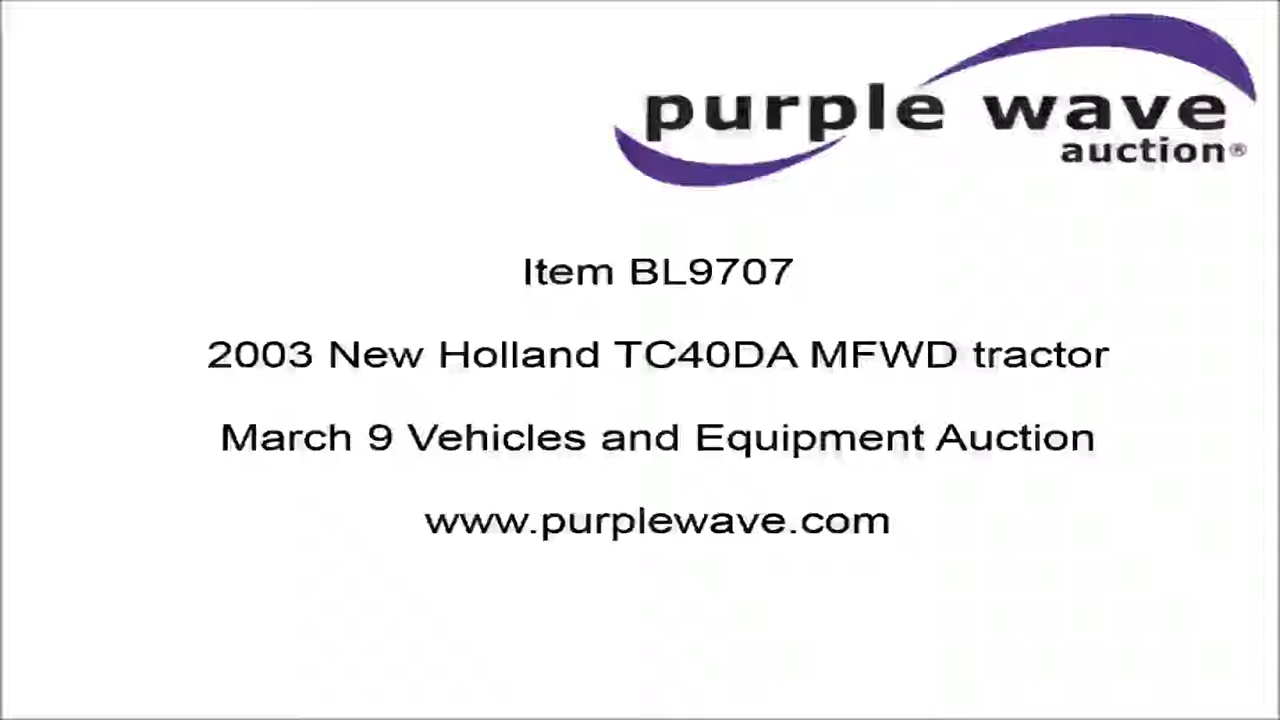 purple wave
auction®
Item BL9707
2003 New Holland TC40DA MFWD tractor
March 9 Vehicles and Equipment Auction
www.purplewave.com